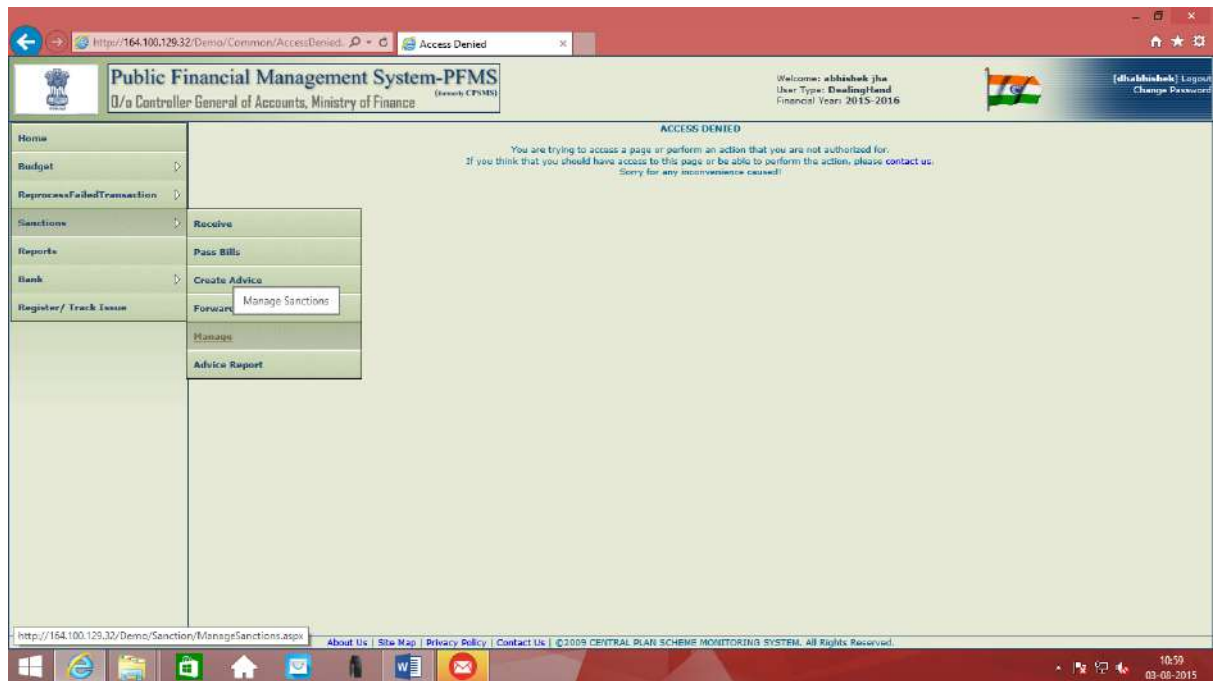 http://164.100.129.32/Demo/Common/AccessDenied.
Access Denied
Public Financial Management System-PFMS
(formerly CPSMS)
O/o Controller General of Accounts, Ministry of Finance
Welcome: abhishek jha
User Type: DealingHand
Financial Year: 2015-2016
[dhabhishek] Logout
Change Password
Home
Budget
ReprocessFailedTransaction
Sanctions
Reports
Bank
Register/ Track Issue
Receive
Pass Bills
Create Advice
Forward
Manage Sanctions
Manage
Advice Report
ACCESS DENIED
You are trying to access a page or perform an action that you are not authorized for.
If you think that you should have access to this page or be able to perform the action, please contact us.
Sorry for any inconvenience caused!
http://164.100.129.32/Demo/Sanction/ManageSanctions.aspx
About Us | Site Map | Privacy Policy | Contact Us | ©2009 CENTRAL PLAN SCHEME MONITORING SYSTEM. All Rights Reserved.
10:59
03-08-2015